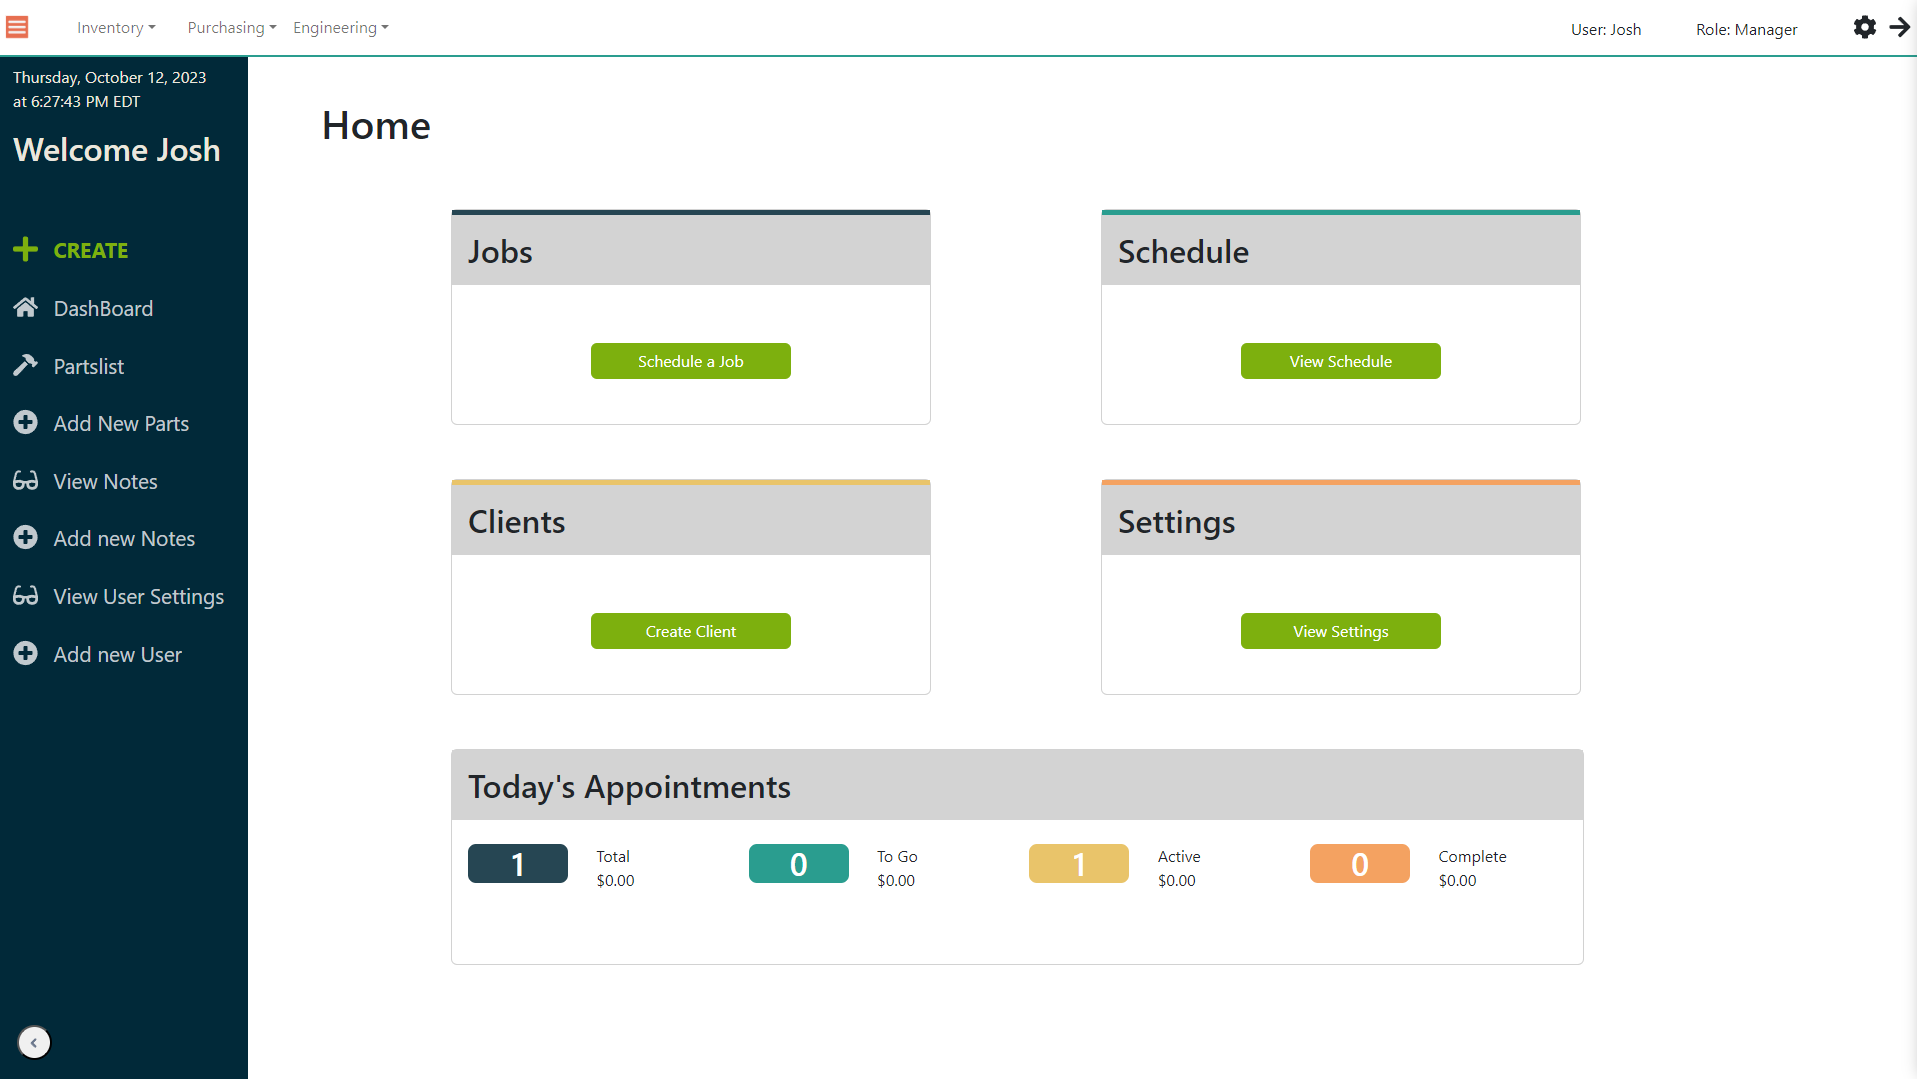 Inventory
Purchasing
Engineering
User: Josh
Role: Manager
Thursday, October 12, 2023
at 6:27:43 PM EDT
Welcome Josh
CREATE
DashBoard
Partslist
Add New Parts
View Notes
Add new Notes
View User Settings
Add new User
Home
Jobs
Schedule a Job
Schedule
View Schedule
Clients
Create Client
Settings
View Settings
Today's Appointments
1
Total
$0.00
0
To Go
$0.00
1
Active
$0.00
0
Complete
$0.00